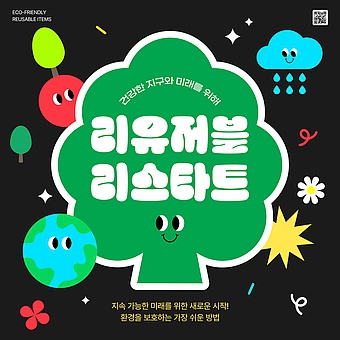 ECO-FRIENDLY
REUSABLE ITEMS
건강한 지구와 미래를 위해
리유저블
리스타트
지속 가능한 미래를 위한 새로운 시작!
환경을 보호하는 가장 쉬운 방법